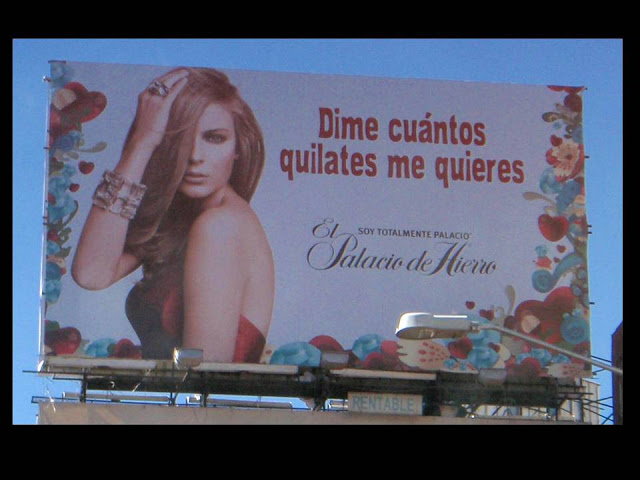 Dime cuántos
quilates me quieres
SOY TOTALMENTE PALACIO
El
Palacio de Hierro
RENTABLE